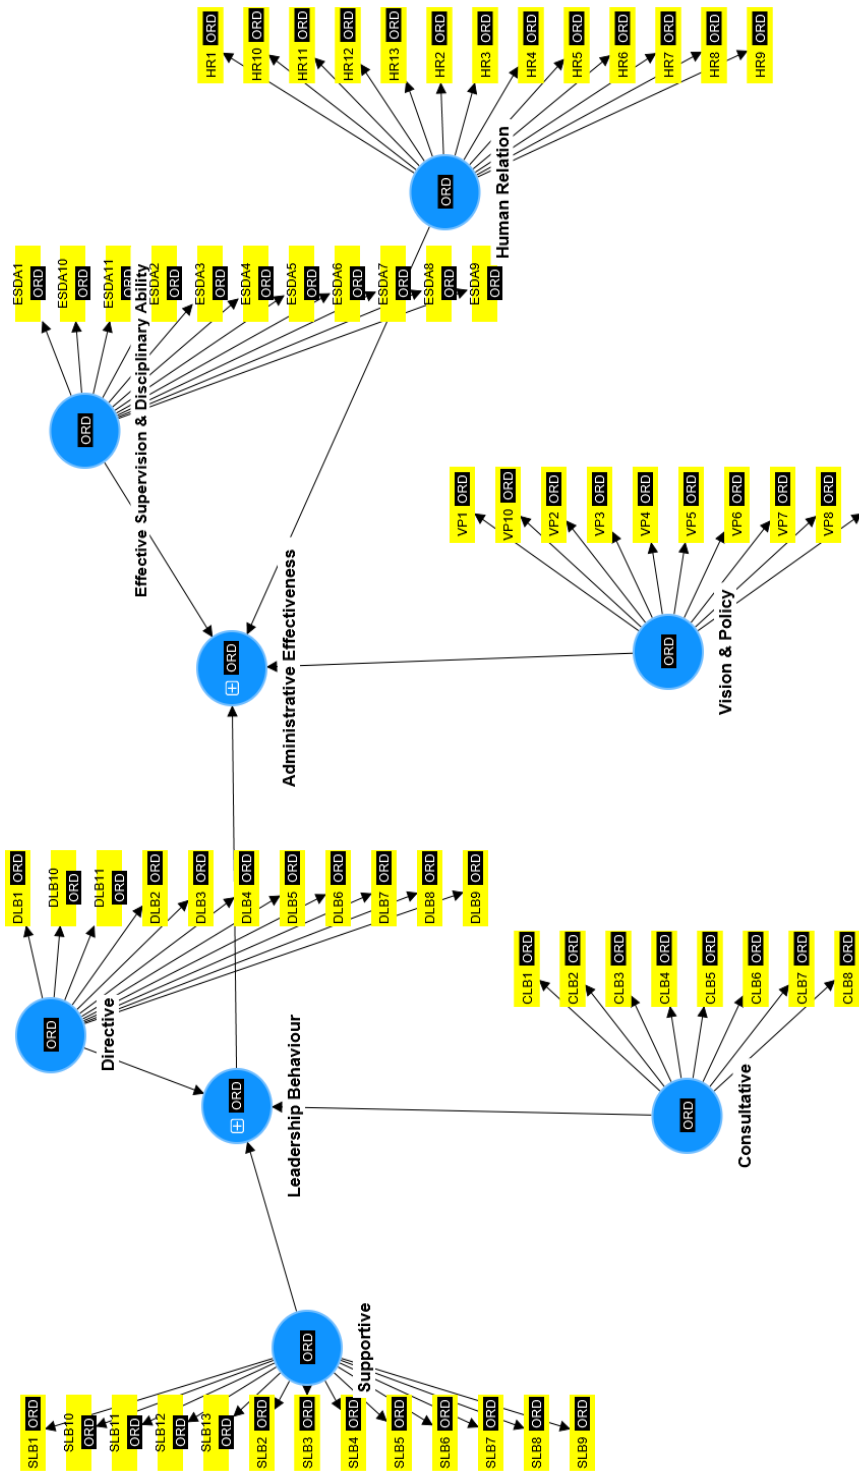 SLB1 ORD
SLB10 ORD
SLB11 ORD
SLB12 ORD
SLB13 ORD
SLB2 ORD
SLB3 ORD
SLB4 ORD
SLB5 ORD
SLB6 ORD
SLB7 ORD
SLB8 ORD
SLB9 ORD
ORD
Supportive
ORD
Directive
DLB1 ORD
DLB10 ORD
DLB11 ORD
DLB2 ORD
DLB3 ORD
DLB4 ORD
DLB5 ORD
DLB6 ORD
DLB7 ORD
DLB8 ORD
DLB9 ORD
ORD
Leadership Behaviour
ORD
Consultative
CLB1 ORD
CLB2 ORD
CLB3 ORD
CLB4 ORD
CLB5 ORD
CLB6 ORD
CLB7 ORD
CLB8 ORD
ORD
Administrative Effectiveness
ORD
Effective Supervision & Disciplinary Ability
ESDA1 ORD
ESDA10 ORD
ESDA11 ORD
ESDA2 ORD
ESDA3 ORD
ESDA4 ORD
ESDA5 ORD
ESDA6 ORD
ESDA7 ORD
ESDA8 ORD
ESDA9 ORD
ORD
Vision & Policy
VP1 ORD
VP10 ORD
VP2 ORD
VP3 ORD
VP4 ORD
VP5 ORD
VP6 ORD
VP7 ORD
VP8 ORD
ORD
Human Relation
HR1 ORD
HR10 ORD
HR11 ORD
HR12 ORD
HR13 ORD
HR2 ORD
HR3 ORD
HR4 ORD
HR5 ORD
HR6 ORD
HR7 ORD
HR8 ORD
HR9 ORD